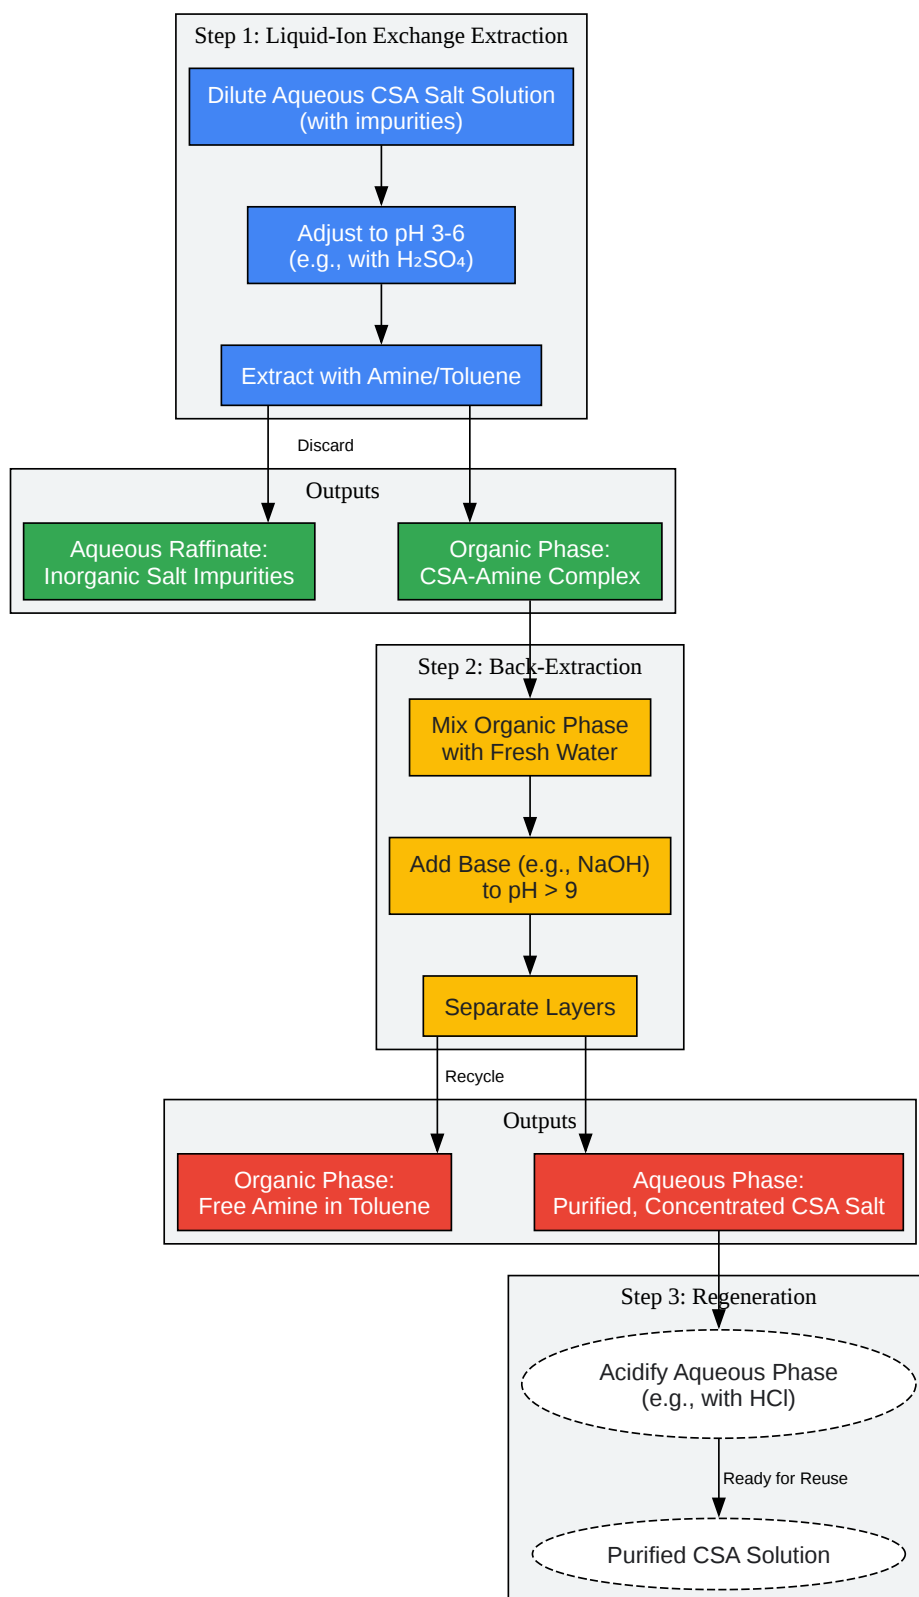 Step 1: Liquid-Ion Exchange Extraction
Dilute Aqueous CSA Salt Solution
(with impurities)
Adjust to pH 3-6
(e.g., with H₂SO₄)
Extract with Amine/Toluene
Discard
Outputs
Aqueous Raffinate:
Inorganic Salt Impurities
Organic Phase:
CSA-Amine Complex
Step 2: Back-Extraction
Mix Organic Phase
with Fresh Water
Add Base (e.g., NaOH)
to pH > 9
Separate Layers
Recycle
Outputs
Organic Phase:
Free Amine in Toluene
Aqueous Phase:
Purified, Concentrated CSA Salt
Step 3: Regeneration
Acidify Aqueous Phase
(e.g., with HCl)
Ready for Reuse
Purified CSA Solution